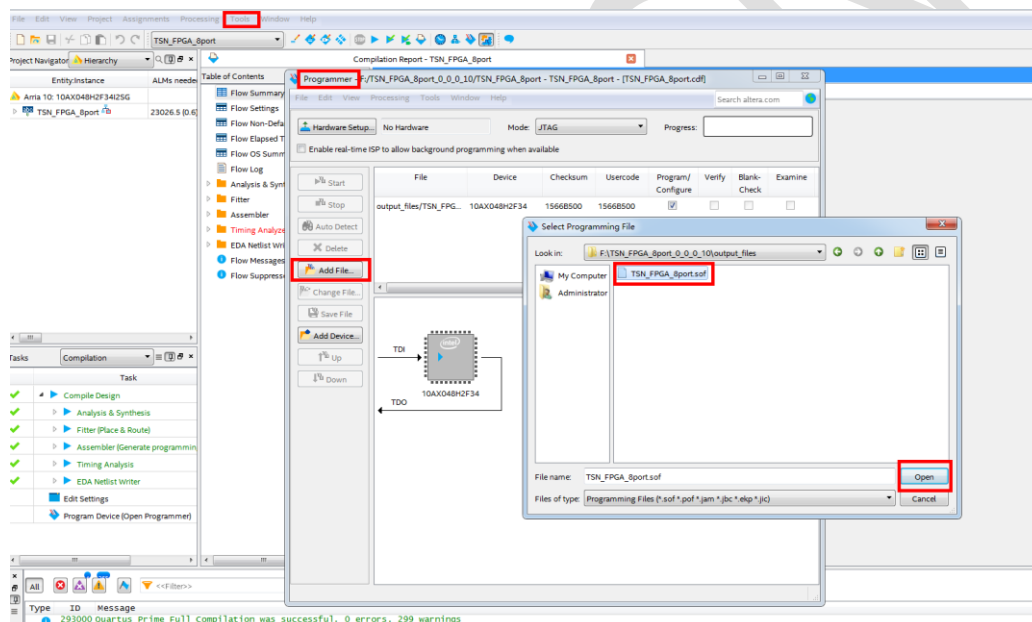 File Edit View Project Assignments Processing Tools Window Help
TSN_FPGA_8port
Project Navigator Hierarchy
Entity:Instance ALMs neede
Arria 10: 10AX048H2F34I2SG
TSN_FPGA_8port 23026.5 (0.6)
Compilation Report - TSN_FPGA_8port
Table of Contents
Flow Summary
Flow Settings
Flow Non-Defa
Flow Elapsed T
Flow OS Summ
Flow Log
Analysis & Synt
Fitter
Assembler
Timing Analyze
EDA Netlist Wri
Flow Messages
Flow Suppresse
Programmer - F:/TSN_FPGA_8port_0_0_0_10/TSN_FPGA_8port - TSN_FPGA_8port - [TSN_FPGA_8port.cdf]
File Edit View Processing Tools Window Help
Search altera.com
Hardware Setup... No Hardware Mode: JTAG Progress:
Enable real-time ISP to allow background programming when available
Start
Stop
Auto Detect
Delete
Add File...
Change File...
Save File
Add Device...
Up
Down
File Device Checksum Usercode Program/ Verify Blank- Examine
Configure Check
output_files/TSN_FPG... 10AX048H2F34 1566B500 1566B500
TDI
(intel)
10AX048H2F34
TDO
Select Programming File
Look in: F:\TSN_FPGA_8port_0_0_0_10\output_files
My Computer
Administrator
TSN_FPGA_8port.sof
File name: TSN_FPGA_8port.sof
Open
Files of type: Programming Files (*.sof *.pof *.jam *.jbc *.ekp *.jic)
Cancel
Tasks Compilation
Task
Compile Design
Analysis & Synthesis
Fitter (Place & Route)
Assembler (Generate programmin
Timing Analysis
EDA Netlist Writer
Edit Settings
Program Device (Open Programmer)
All <<Filter>>
Type ID Message
293000 Quartus Prime Full Compilation was successful. 0 errors, 299 warnings